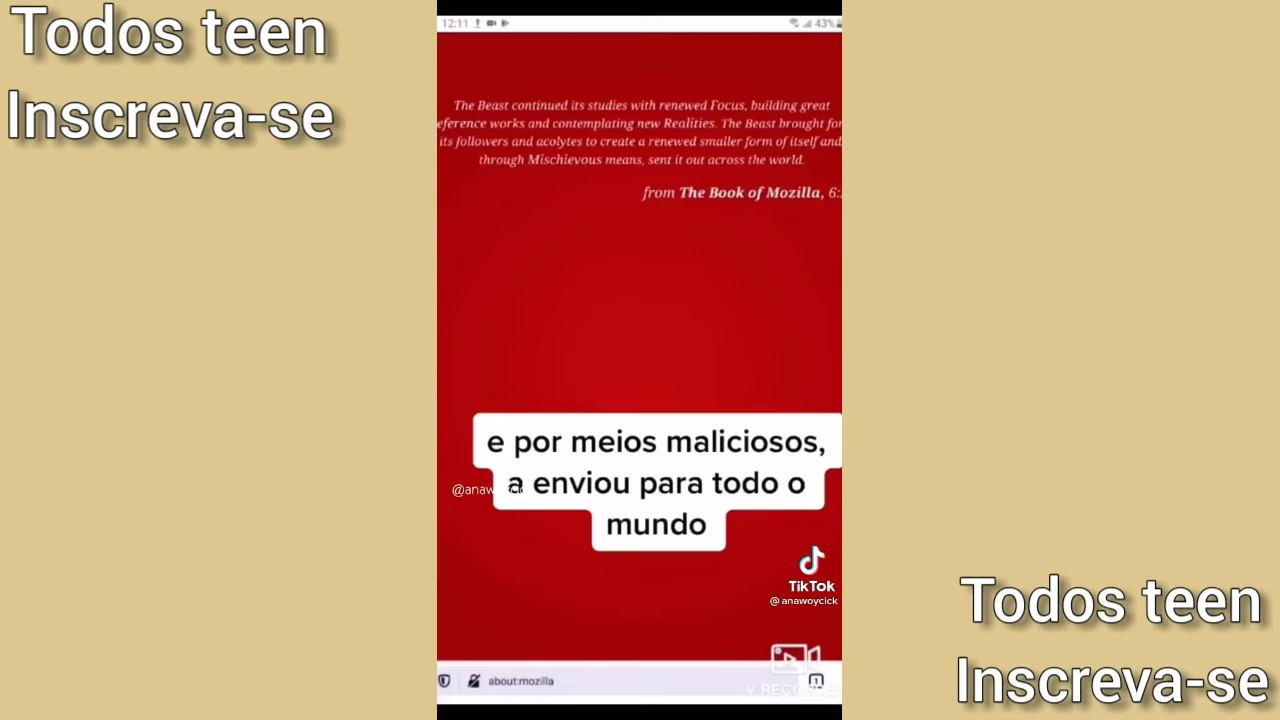 Todos teen
Inscreva-se
12:11
43%
The Beast continued its studies with renewed Focus, building great
eference works and contemplating new Realities. The Beast brought for
its followers and acolytes to create a renewed smaller form of itself and
through Mischievous means, sent it out across the world.
from The Book of Mozilla, 6:
e por meios maliciosos,
a enviou para todo o
mundo
@anaw
TikTok
@anawoycick
V RECORDER
about:mozilla
1
Todos teen
Inscreva-se